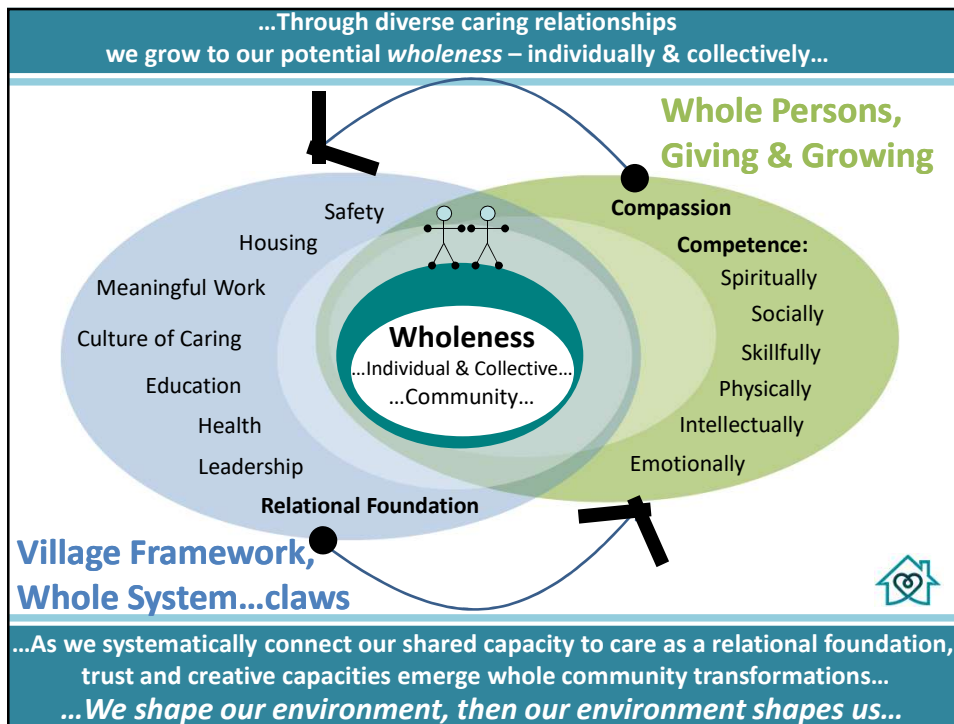 ...Through diverse caring relationships
we grow to our potential wholeness – individually & collectively...
Whole Persons,
Giving & Growing
Safety
Housing
Meaningful Work
Culture of Caring
Education
Health
Leadership
Relational Foundation
Wholeness
...Individual & Collective...
...Community...
Compassion
Competence:
Spiritually
Socially
Skillfully
Physically
Intellectually
Emotionally
Village Framework,
Whole System...claws
...As we systematically connect our shared capacity to care as a relational foundation,
trust and creative capacities emerge whole community transformations...
...We shape our environment, then our environment shapes us...